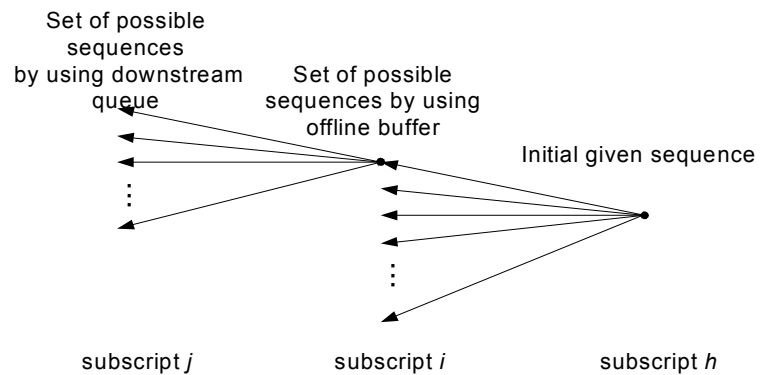 Set of possible
sequences
by using downstream
queue
Set of possible
sequences by using
offline buffer
Initial given sequence
subscript j
subscript i
subscript h